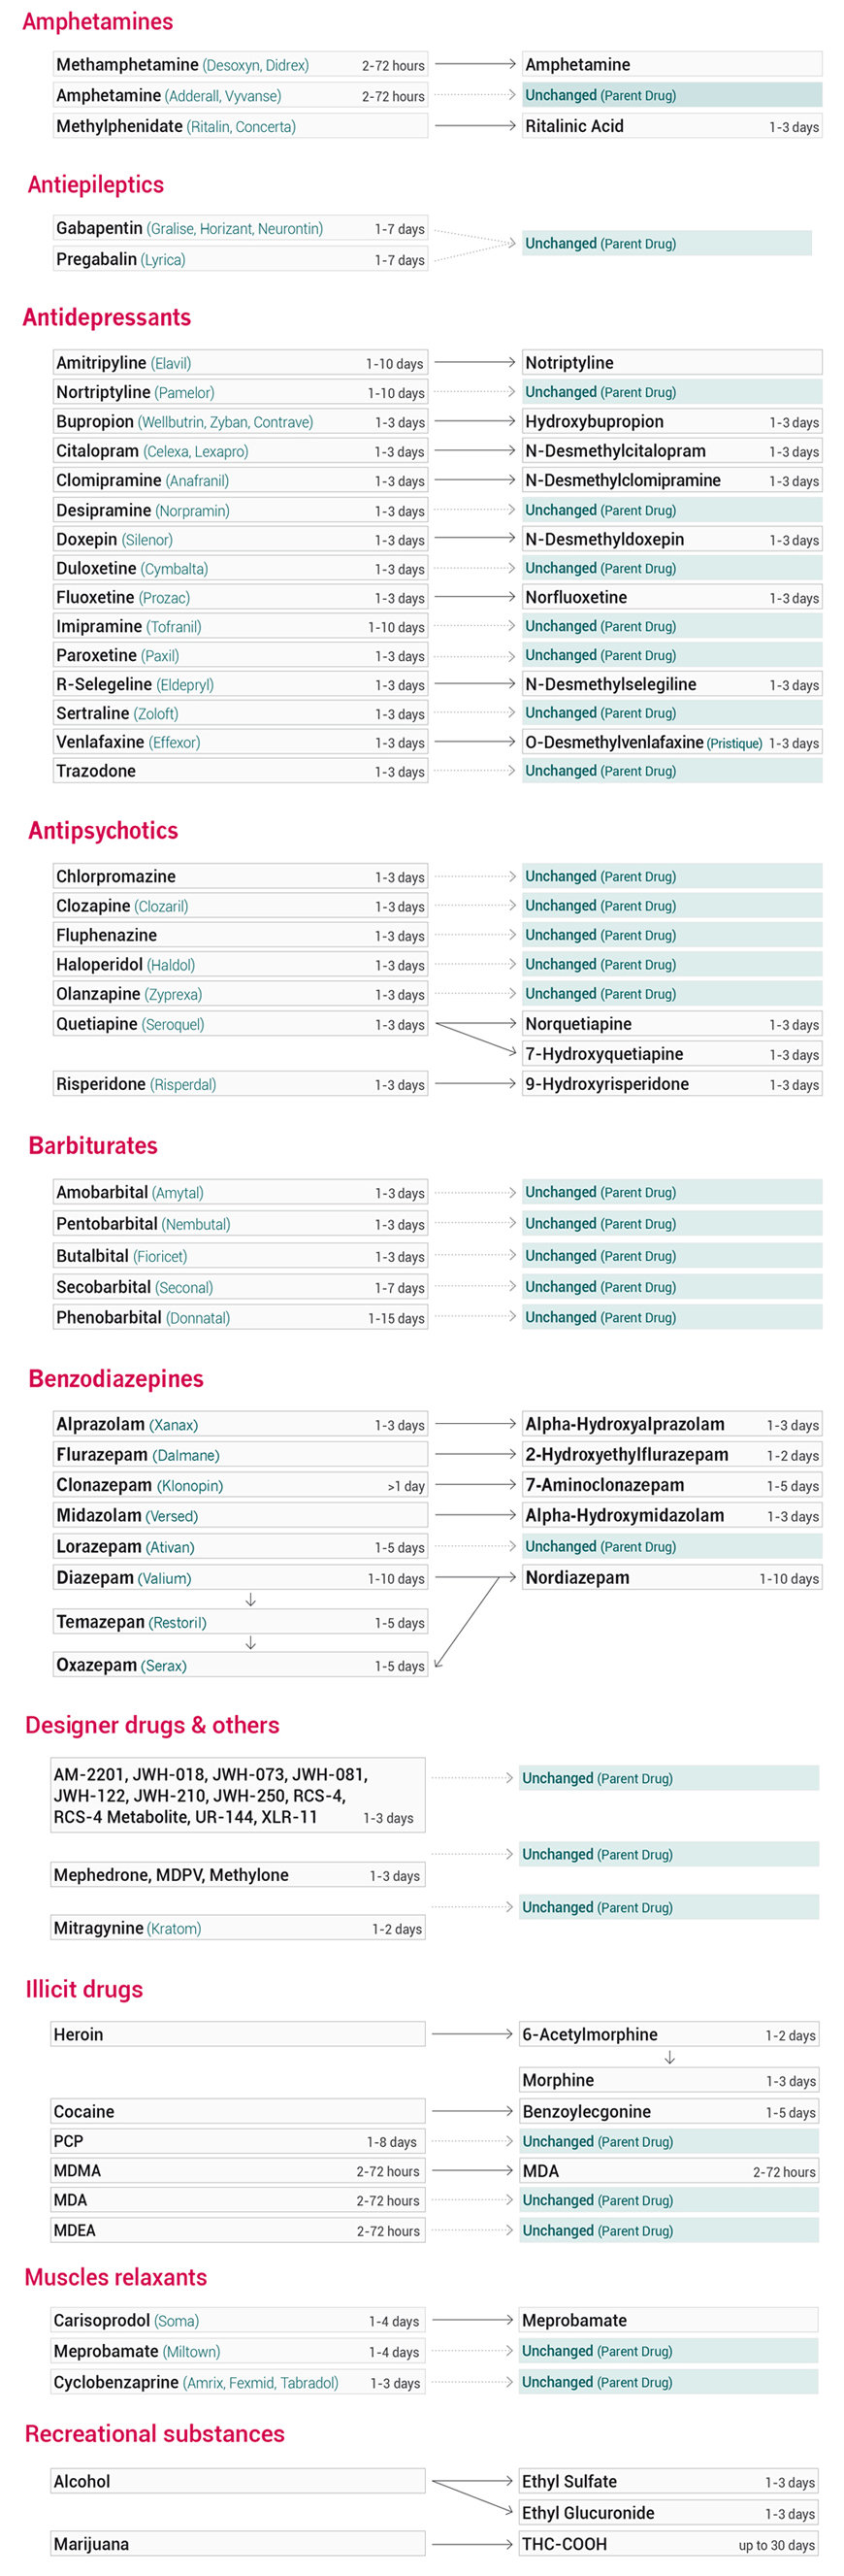 Amphetamines
Methamphetamine (Desoxyn, Didrex) 2-72 hours Amphetamine
Amphetamine (Adderall, Vyvanse) 2-72 hours Unchanged (Parent Drug)
Methylphenidate (Ritalin, Concerta) Ritalinic Acid 1-3 days
Antiepileptics
Gabapentin (Gralise, Horizant, Neurontin) 1-7 days
Unchanged (Parent Drug)
Pregabalin (Lyrica) 1-7 days
Antidepressants
Amitripyline (Elavil) 1-10 days Notriptyline
Nortriptyline (Pamelor) 1-10 days Unchanged (Parent Drug)
Bupropion (Wellbutrin, Zyban, Contrave) 1-3 days Hydroxybupropion 1-3 days
Citalopram (Celexa, Lexapro) 1-3 days N-Desmethylcitalopram 1-3 days
Clomipramine (Anafranil) 1-3 days N-Desmethylclomipramine 1-3 days
Desipramine (Norpramin) 1-3 days Unchanged (Parent Drug)
Doxepin (Silenor) 1-3 days N-Desmethyldoxepin 1-3 days
Duloxetine (Cymbalta) 1-3 days Unchanged (Parent Drug)
Fluoxetine (Prozac) 1-3 days Norfluoxetine 1-3 days
Imipramine (Tofranil) 1-10 days Unchanged (Parent Drug)
Paroxetine (Paxil) 1-3 days Unchanged (Parent Drug)
R-Selegeline (Eldepryl) 1-3 days N-Desmethylselegiline 1-3 days
Sertraline (Zoloft) 1-3 days Unchanged (Parent Drug)
Venlafaxine (Effexor) 1-3 days O-Desmethylvenlafaxine (Pristique) 1-3 days
Trazodone 1-3 days Unchanged (Parent Drug)
Antipsychotics
Chlorpromazine 1-3 days Unchanged (Parent Drug)
Clozapine (Clozaril) 1-3 days Unchanged (Parent Drug)
Fluphenazine 1-3 days Unchanged (Parent Drug)
Haloperidol (Haldol) 1-3 days Unchanged (Parent Drug)
Olanzapine (Zyprexa) 1-3 days Unchanged (Parent Drug)
Quetiapine (Seroquel) 1-3 days Norquetiapine 1-3 days
7-Hydroxyquetiapine 1-3 days
Risperidone (Risperdal) 1-3 days 9-Hydroxyrisperidone 1-3 days
Barbiturates
Amobarbital (Amytal) 1-3 days Unchanged (Parent Drug)
Pentobarbital (Nembutal) 1-3 days Unchanged (Parent Drug)
Butalbital (Fioricet) 1-3 days Unchanged (Parent Drug)
Secobarbital (Seconal) 1-7 days Unchanged (Parent Drug)
Phenobarbital (Donnatal) 1-15 days Unchanged (Parent Drug)
Benzodiazepines
Alprazolam (Xanax) 1-3 days Alpha-Hydroxyalprazolam 1-3 days
Flurazepam (Dalmane) 2-Hydroxyethylflurazepam 1-2 days
Clonazepam (Klonopin) >1 day 7-Aminoclonazepam 1-5 days
Midazolam (Versed) Alpha-Hydroxymidazolam 1-3 days
Lorazepam (Ativan) 1-5 days Unchanged (Parent Drug)
Diazepam (Valium) 1-10 days Nordiazepam 1-10 days
Temazepan (Restoril) 1-5 days
Oxazepam (Serax) 1-5 days
Designer drugs & others
AM-2201, JWH-018, JWH-073, JWH-081, Unchanged (Parent Drug)
JWH-122, JWH-210, JWH-250, RCS-4,
RCS-4 Metabolite, UR-144, XLR-11 1-3 days
Unchanged (Parent Drug)
Mephedrone, MDPV, Methylone 1-3 days
Unchanged (Parent Drug)
Mitragynine (Kratom) 1-2 days
Illicit drugs
Heroin 6-Acetylmorphine 1-2 days
Morphine 1-3 days
Cocaine Benzoylecgonine 1-5 days
PCP 1-8 days Unchanged (Parent Drug)
MDMA 2-72 hours MDA 2-72 hours
MDA 2-72 hours Unchanged (Parent Drug)
MDEA 2-72 hours Unchanged (Parent Drug)
Muscles relaxants
Carisoprodol (Soma) 1-4 days Meprobamate
Meprobamate (Miltown) 1-4 days Unchanged (Parent Drug)
Cyclobenzaprine (Amrix, Fexmid, Tabradol) 1-3 days Unchanged (Parent Drug)
Recreational substances
Alcohol Ethyl Sulfate 1-3 days
Ethyl Glucuronide 1-3 days
Marijuana THC-COOH up to 30 days